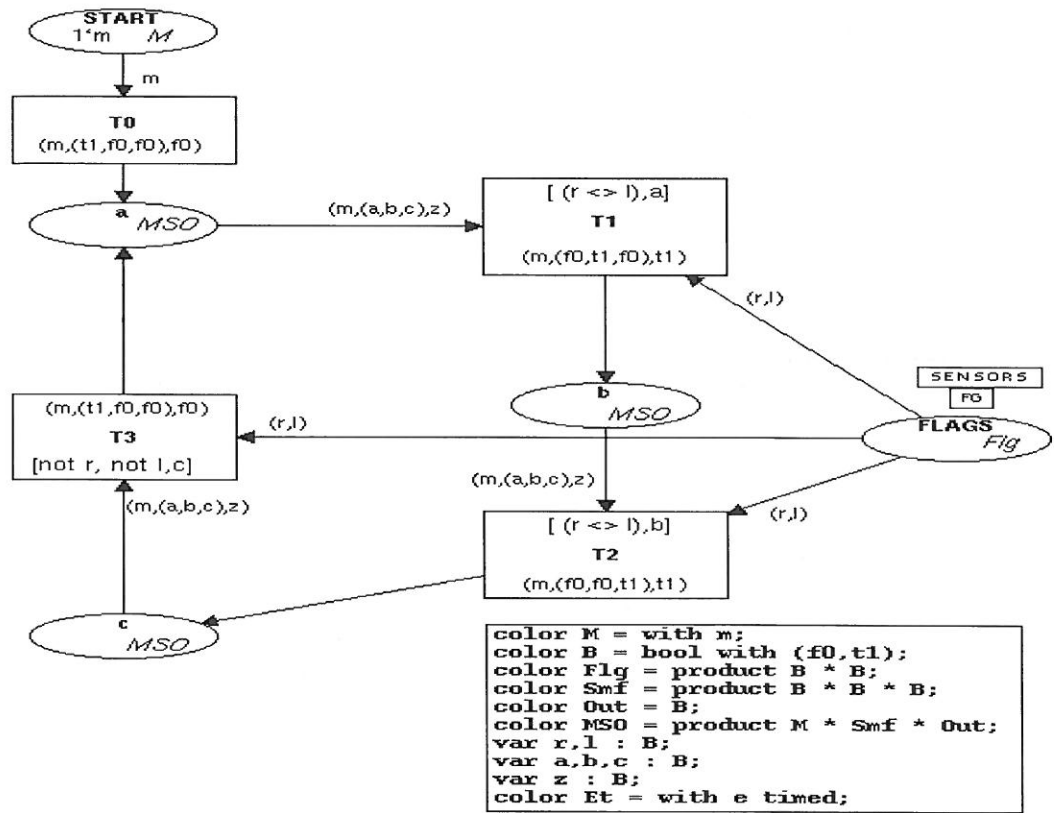 START
1'm M
m
T0
(m,(t1,f0,f0),f0)
a MSO
(m,(a,b,c),z)
[ (r <> l),a]
T1
(m,(f0,t1,f0),t1)
(r,l)
SENSORS
FG
b MSO
FLAGS
Flg
(m,(t1,f0,f0),f0)
T3
[not r, not l,c]
(r,l)
(m,(a,b,c),z)
(m,(a,b,c),z)
(r,l)
[ (r <> l),b]
T2
(m,(f0,f0,t1),t1)
c MSO
color M = with m;
color B = bool with (f0,t1);
color Flg = product B * B;
color Smf = product B * B * B;
color Out = B;
color MSO = product M * Smf * Out;
var r,l : B;
var a,b,c : B;
var z : B;
color Et = with e timed;